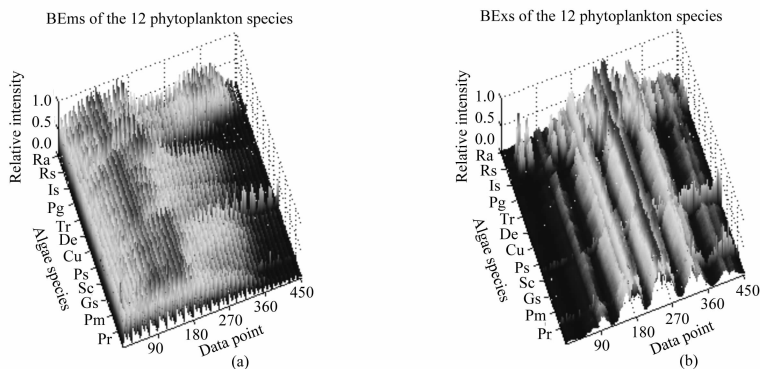 BEms of the 12 phytoplankton species
Relative intensity
1.0
0.5
0.0
Ra
Rs
Is
Pg
Tr
De
Cu
Ps
Sc
Gs
Pm
Pr
Algae species
90
180
270
360
450
Data point
(a)
BExs of the 12 phytoplankton species
Relative intensity
1.0
0.5
0.0
Ra
Rs
Is
Pg
Tr
De
Cu
Ps
Sc
Gs
Pm
Pr
Algae species
90
180
270
360
450
Data point
(b)